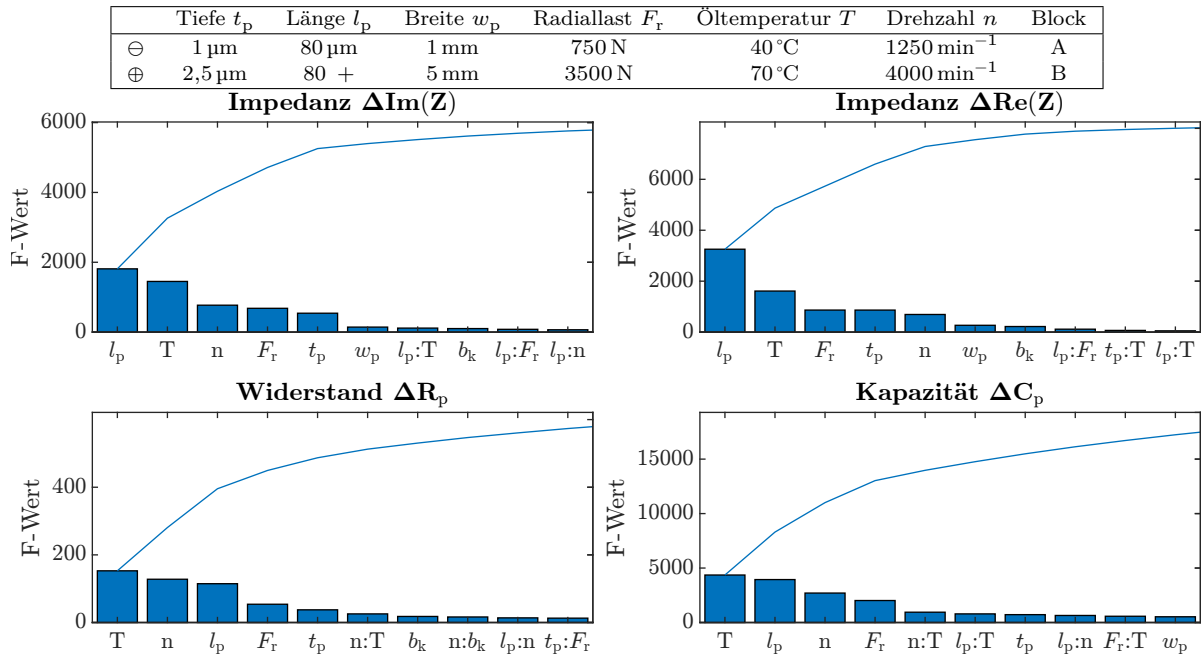 Tiefe t_p Länge l_p Breite w_p Radiallast F_r Öltemperatur T Drehzahl n Block
⊖ 1 µm 80 µm 1 mm 750 N 40 °C 1250 min⁻¹ A
⊕ 2,5 µm 80 + 5 mm 3500 N 70 °C 4000 min⁻¹ B
Impedanz ΔIm(Z)
6000
4000
2000
0
F-Wert
l_p T n F_r t_p w_p l_p:T b_k l_p:F_r l_p:n
Impedanz ΔRe(Z)
6000
4000
2000
0
F-Wert
l_p T F_r t_p n w_p b_k l_p:F_r t_p:T l_p:T
Widerstand ΔR_p
400
200
0
F-Wert
T n l_p F_r t_p n:T b_k n:b_k l_p:n t_p:F_r
Kapazität ΔC_p
15000
10000
5000
0
F-Wert
T l_p n F_r n:T l_p:T t_p l_p:n F_r:T w_p